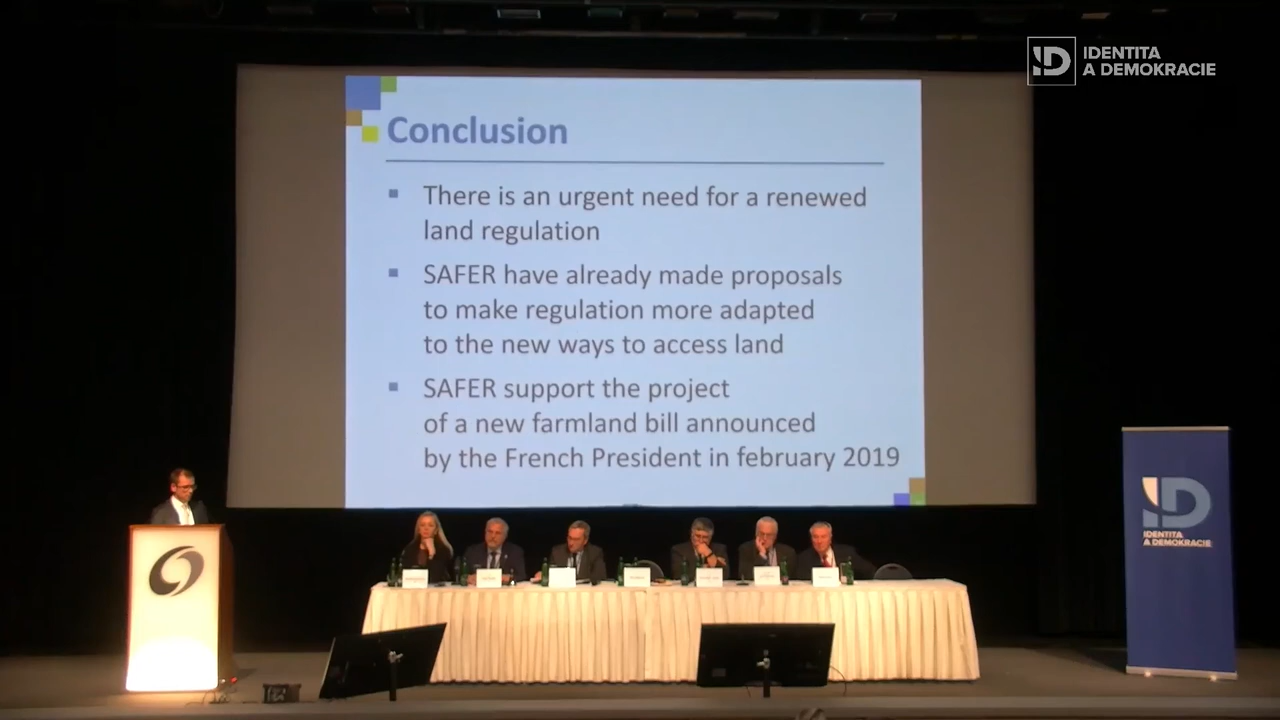 IDENTITA
A DEMOKRACIE
Conclusion
There is an urgent need for a renewed
land regulation
SAFER have already made proposals
to make regulation more adapted
to the new ways to access land
SAFER support the project
of a new farmland bill announced
by the French President in february 2019
ID
IDENTITA
A DEMOKRACIE